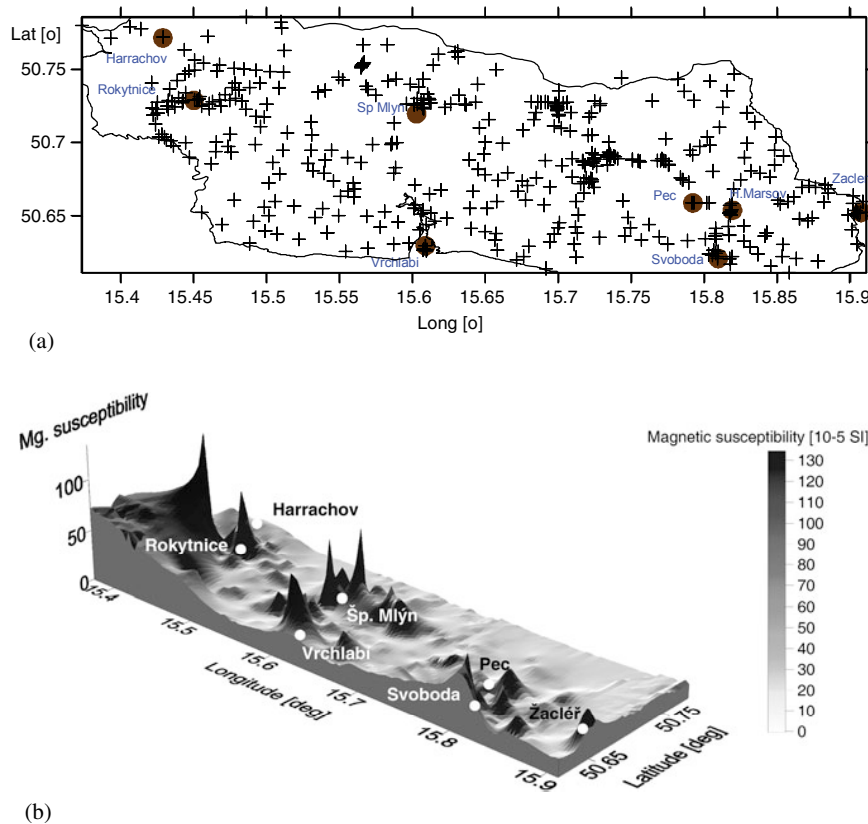 Lat [o]
50.75
50.7
50.65
Harrachov
Rokytnice
Sp Mlyn
Pec
H.Marsov
Zacler
Svoboda
Vrchlabi
15.4 15.45 15.5 15.55 15.6 15.65 15.7 15.75 15.8 15.85 15.9
Long [o]
(a)
Mg. susceptibility
100
50
0
Magnetic susceptibility [10-5 SI]
130
120
110
100
90
80
70
60
50
40
30
20
10
0
Harrachov
Rokytnice
Šp. Mlýn
Vrchlabí
Pec
Svoboda
Žacléř
15.4
15.5
15.6
15.7
15.8
15.9
Longitude [deg]
50.65
50.75
Latitude [deg]
(b)